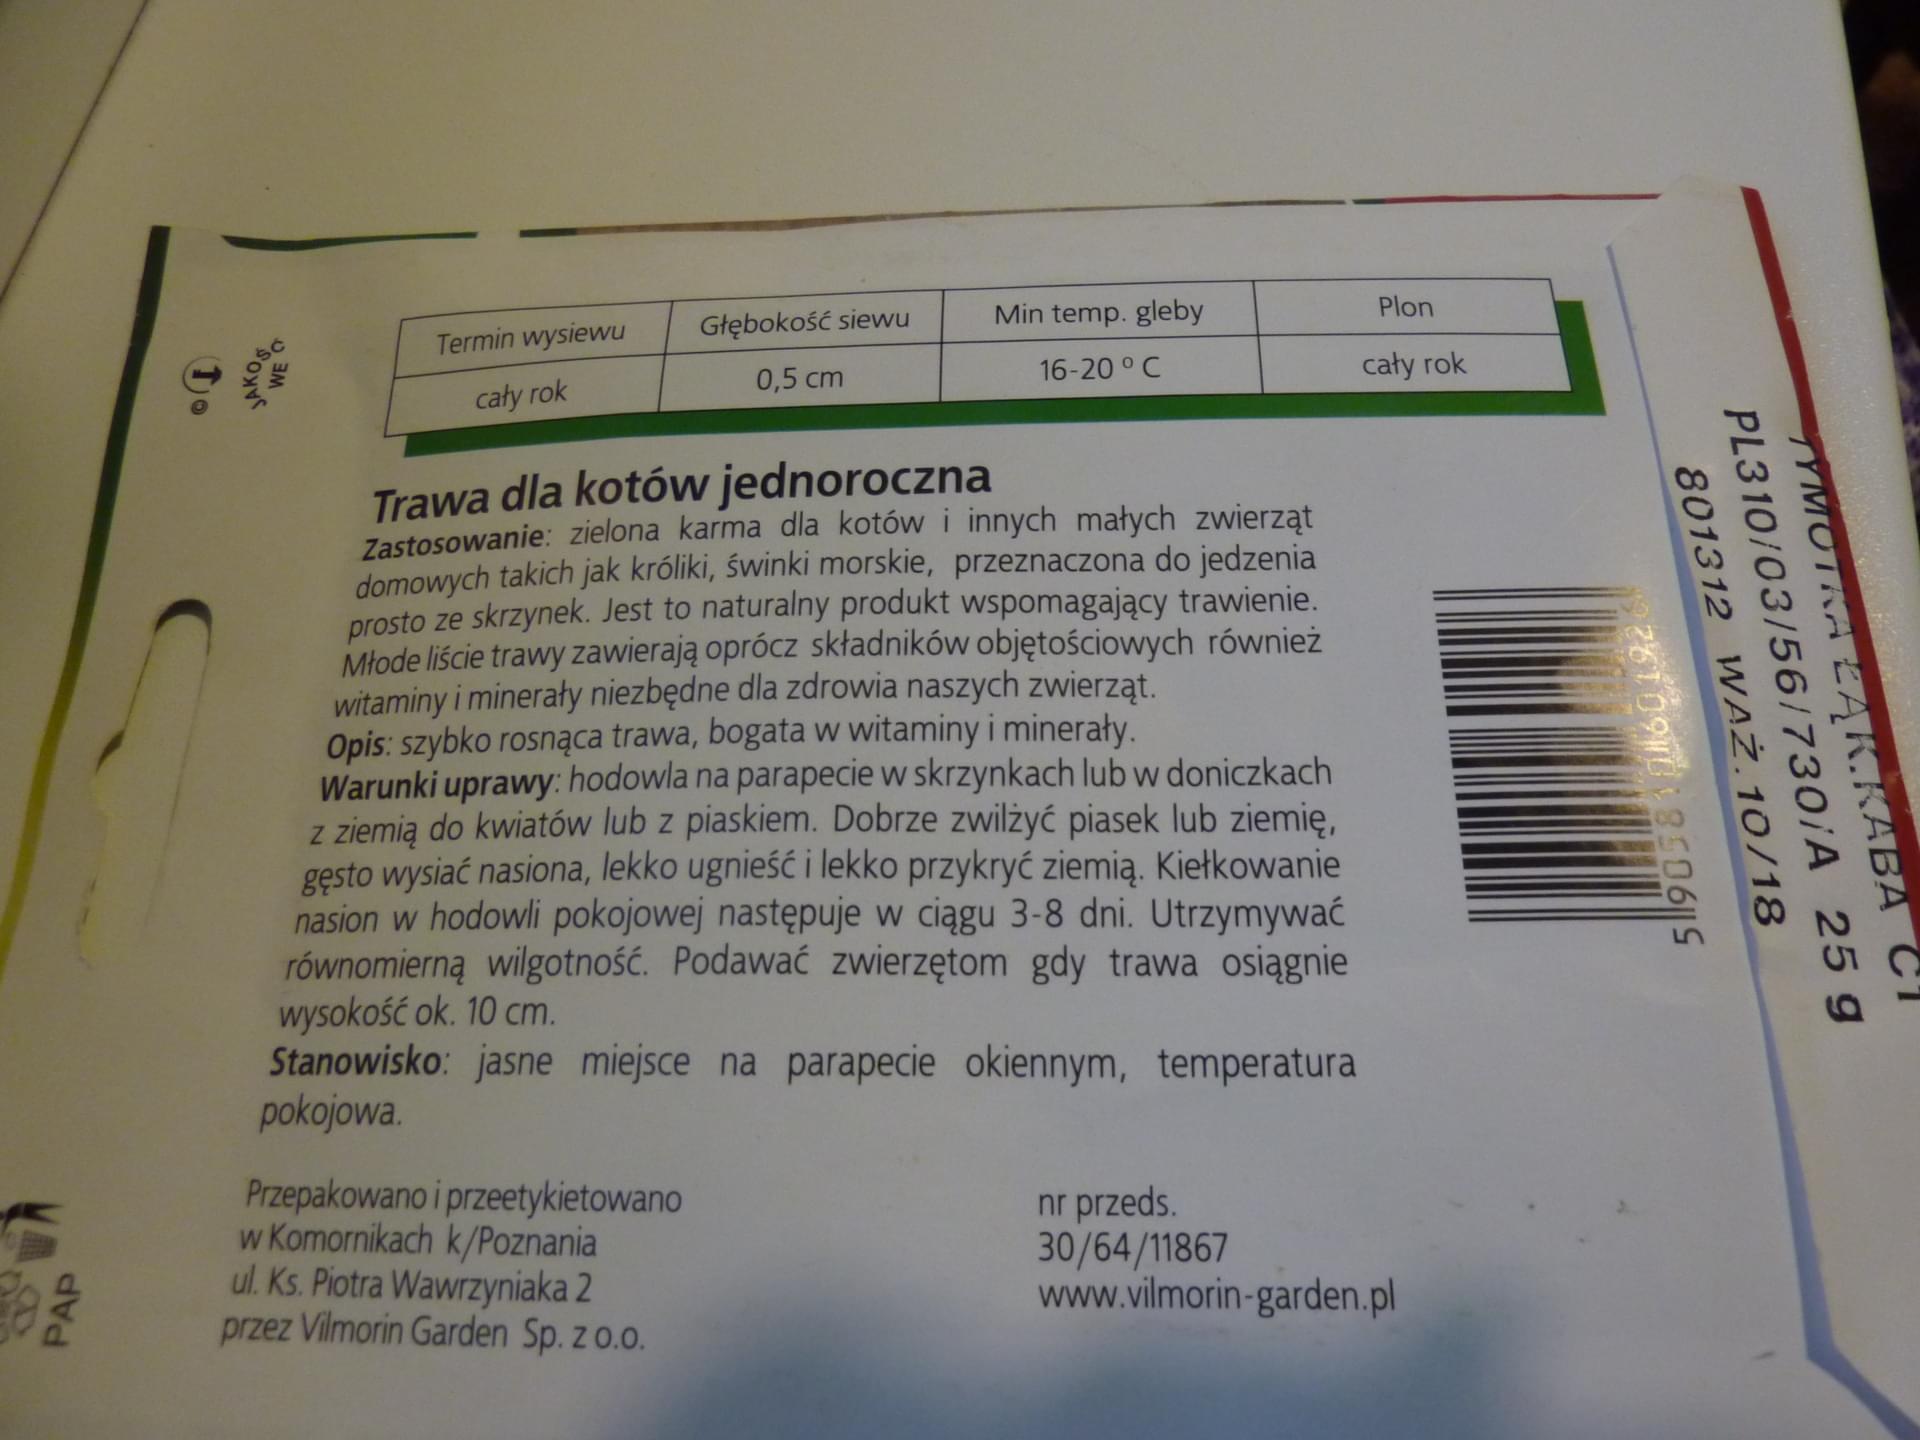 JAKOŚĆ
WE
Termin wysiewu Głębokość siewu Min temp. gleby Plon
cały rok 0,5 cm 16-20 º C cały rok
Trawa dla kotów jednoroczna
Zastosowanie: zielona karma dla kotów i innych małych zwierząt
domowych takich jak króliki, świnki morskie, przeznaczona do jedzenia
prosto ze skrzynek. Jest to naturalny produkt wspomagający trawienie.
Młode liście trawy zawierają oprócz składników objętościowych również
witaminy i minerały niezbędne dla zdrowia naszych zwierząt.
Opis: szybko rosnąca trawa, bogata w witaminy i minerały.
Warunki uprawy: hodowla na parapecie w skrzynkach lub w doniczkach
z ziemią do kwiatów lub z piaskiem. Dobrze zwilżyć piasek lub ziemię,
gęsto wysiać nasiona, lekko ugnieść i lekko przykryć ziemią. Kiełkowanie
nasion w hodowli pokojowej następuje w ciągu 3-8 dni. Utrzymywać
równomierną wilgotność. Podawać zwierzętom gdy trawa osiągnie
wysokość ok. 10 cm.
Stanowisko: jasne miejsce na parapecie okiennym, temperatura
pokojowa.
Przepakowano i przeetykietowano
w Komornikach k/Poznania
ul. Ks. Piotra Wawrzyniaka 2
przez Vilmorin Garden Sp. z o.o.
nr przeds.
30/64/11867
www.vilmorin-garden.pl
PAP
TYMOTKA ŁĄK.KABA C1
PL310/03/56/730/A 25 g
801312 WAŻ.10/18